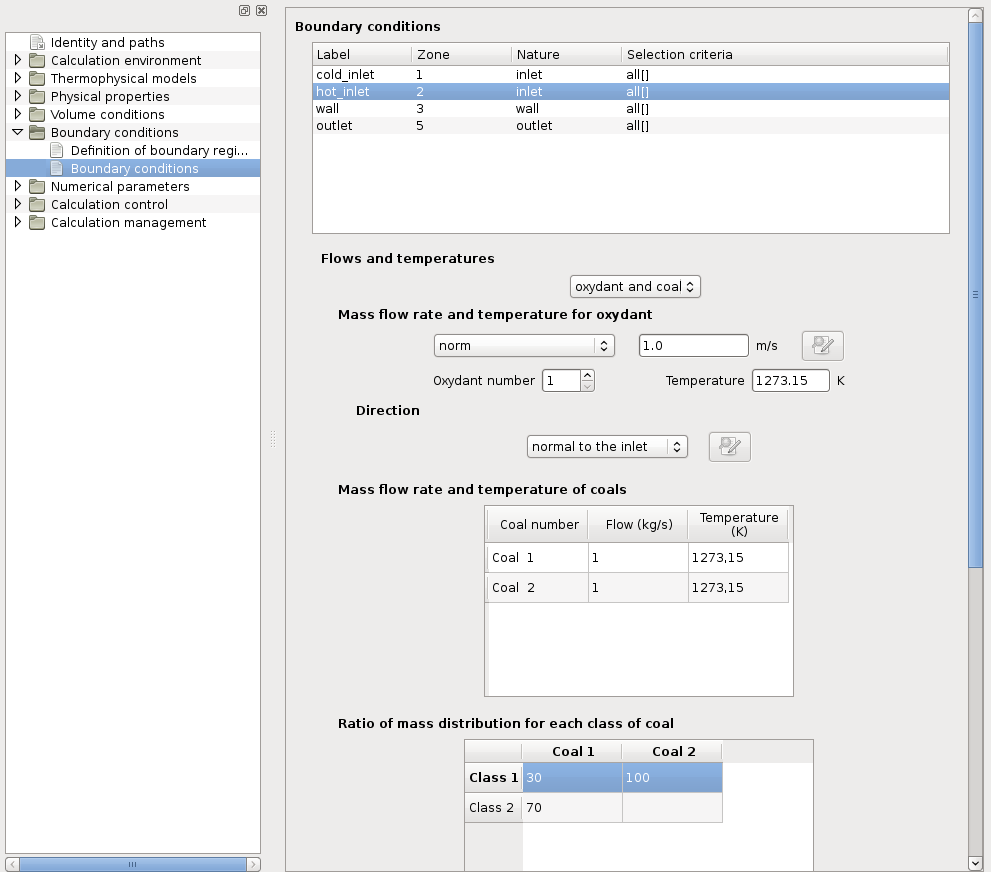 Identity and paths
Calculation environment
Thermophysical models
Physical properties
Volume conditions
Boundary conditions
Definition of boundary regi...
Boundary conditions
Numerical parameters
Calculation control
Calculation management
Boundary conditions
Label Zone Nature Selection criteria
cold_inlet 1 inlet all[]
hot_inlet 2 inlet all[]
wall 3 wall all[]
outlet 5 outlet all[]
Flows and temperatures
oxydant and coal
Mass flow rate and temperature for oxydant
norm 1.0 m/s
Oxydant number 1 Temperature 1273.15 K
Direction
normal to the inlet
Mass flow rate and temperature of coals
Coal number Flow (kg/s) Temperature
(K)
Coal 1 1 1273,15
Coal 2 1 1273,15
Ratio of mass distribution for each class of coal
Coal 1 Coal 2
Class 1 30 100
Class 2 70